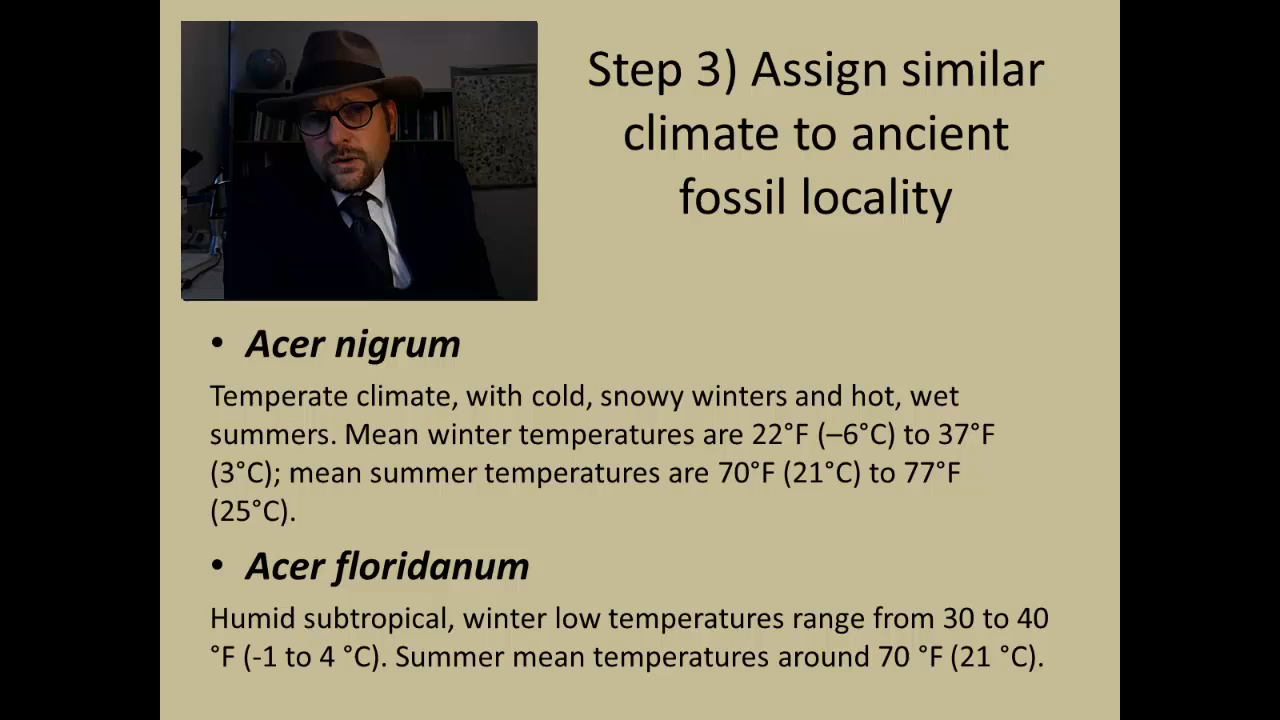 Step 3) Assign similar
climate to ancient
fossil locality
• Acer nigrum
Temperate climate, with cold, snowy winters and hot, wet
summers. Mean winter temperatures are 22°F (–6°C) to 37°F
(3°C); mean summer temperatures are 70°F (21°C) to 77°F
(25°C).
• Acer floridanum
Humid subtropical, winter low temperatures range from 30 to 40
°F (-1 to 4 °C). Summer mean temperatures around 70 °F (21 °C).